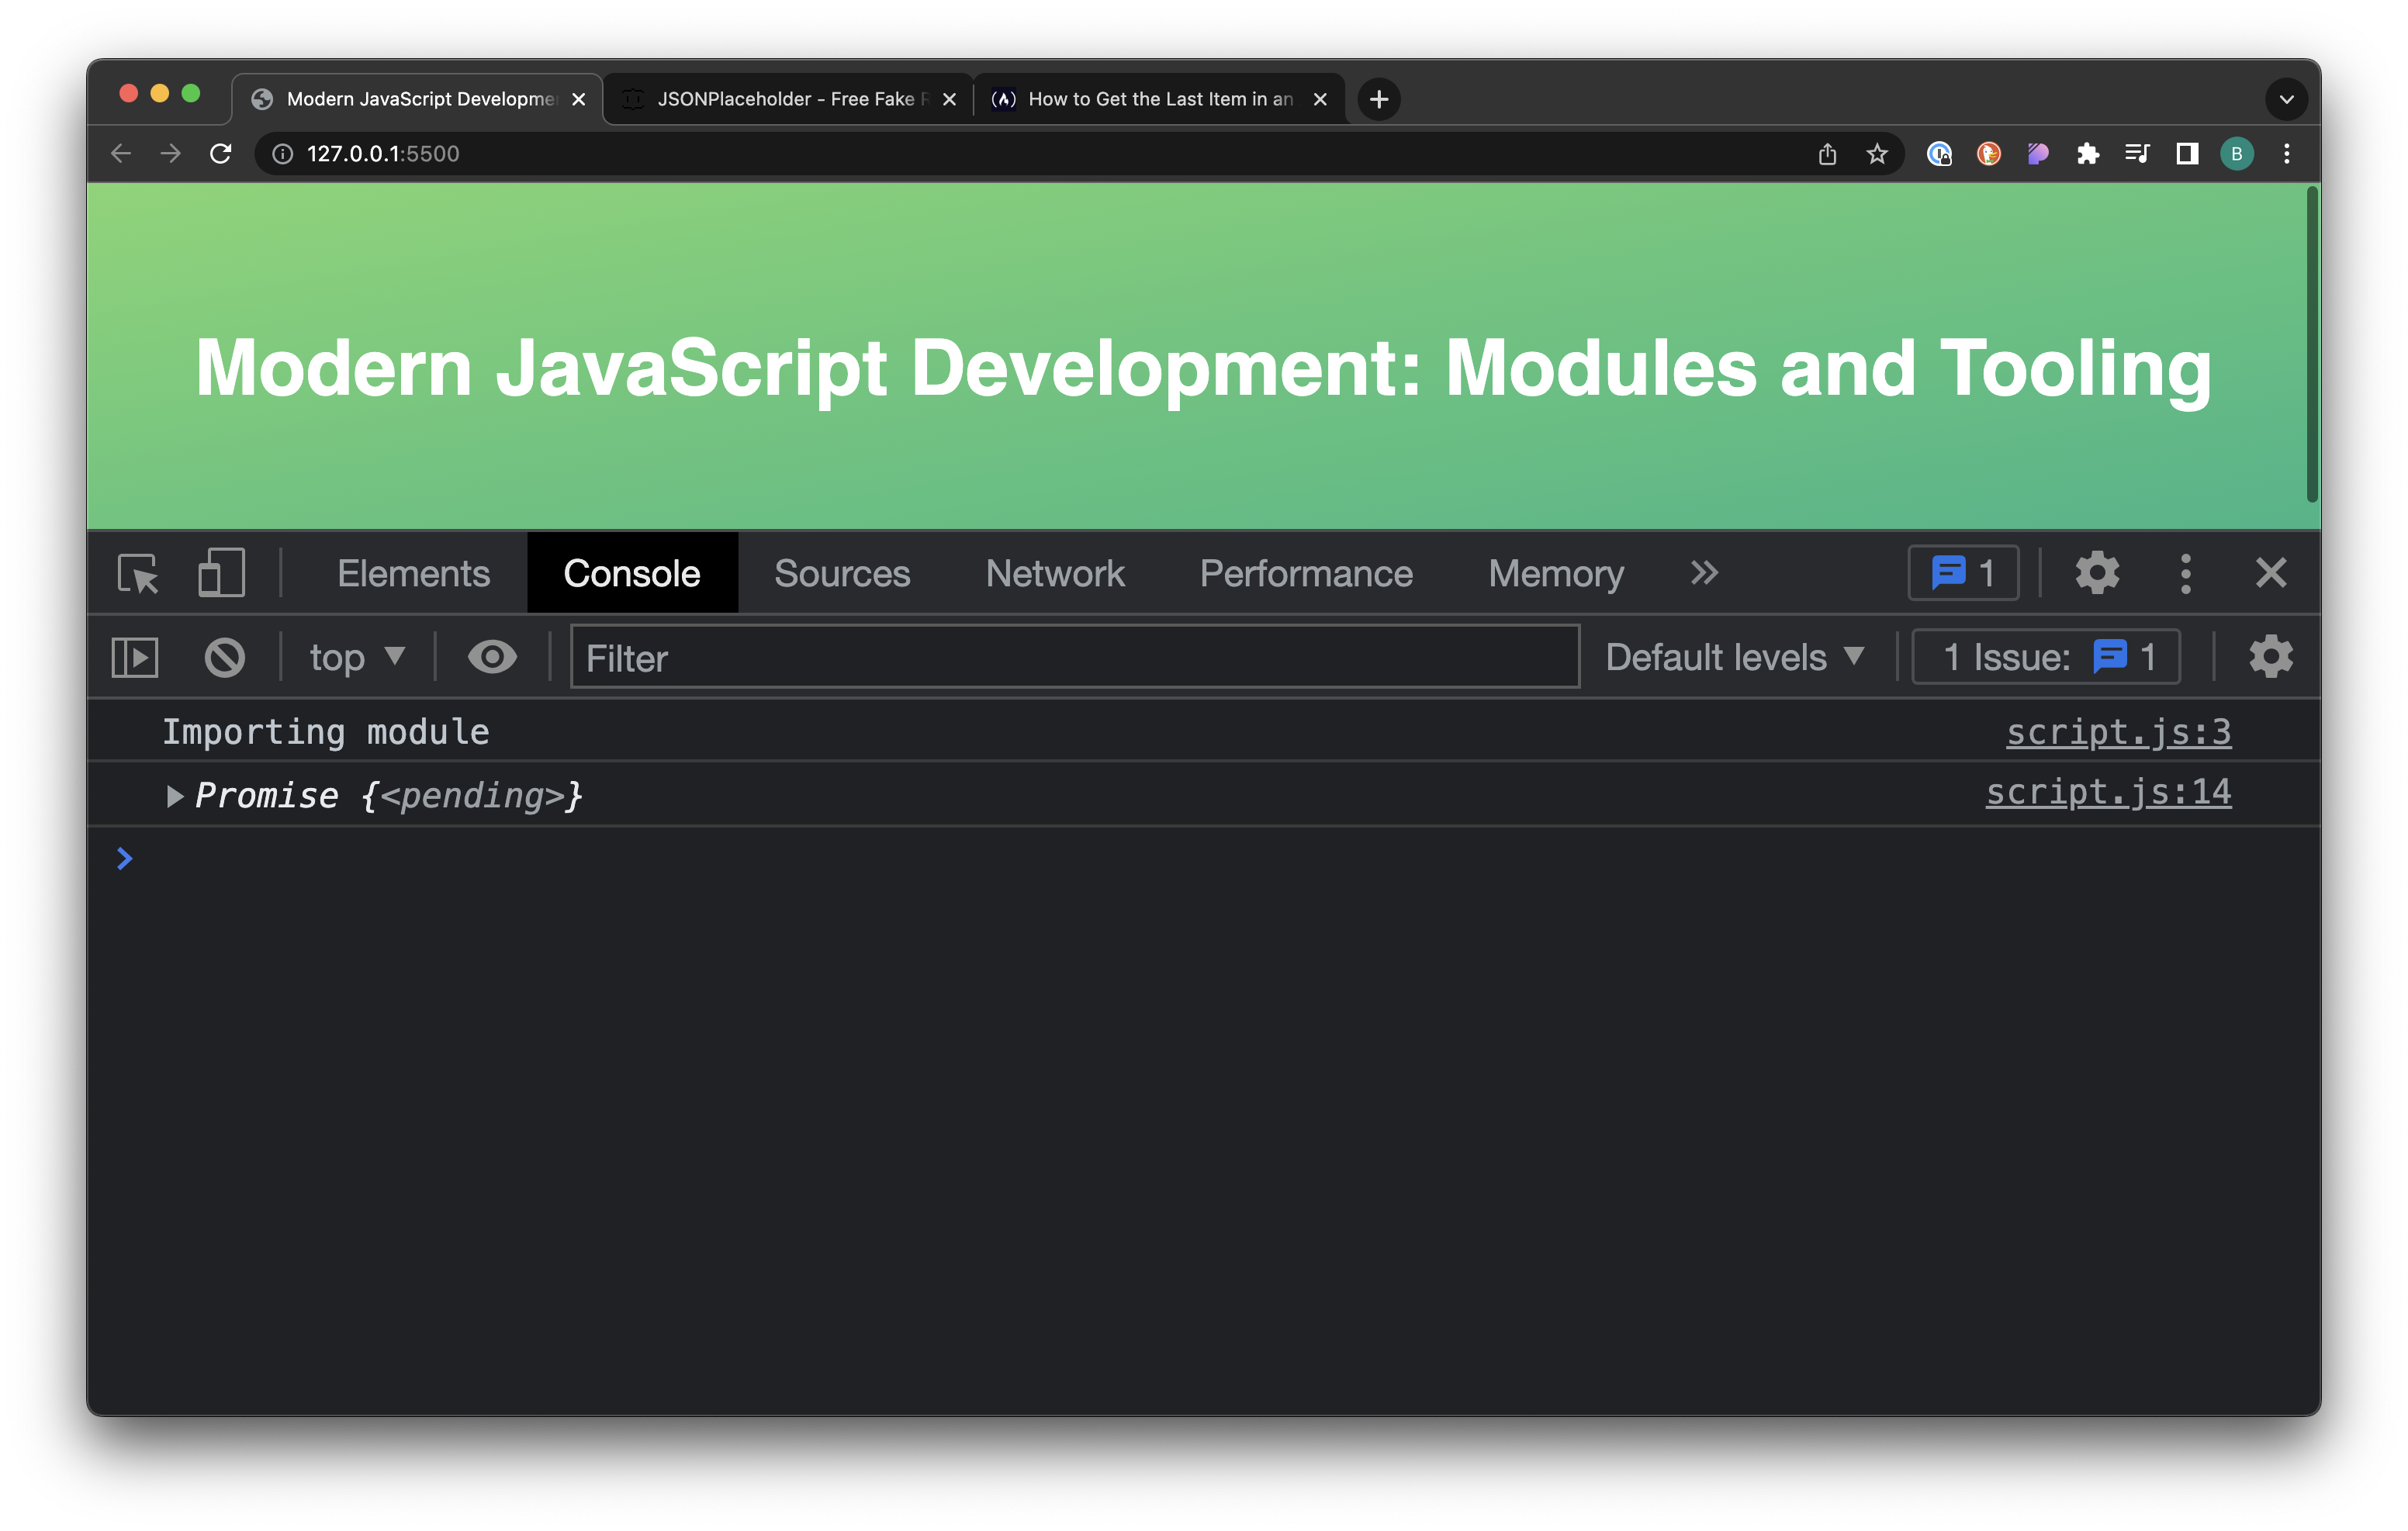 Modern JavaScript Developme
JSONPlaceholder - Free Fake R
How to Get the Last Item in an
127.0.0.1:5500
B
Modern JavaScript Development: Modules and Tooling
Elements Console Sources Network Performance Memory 1
top Filter Default levels 1 Issue: 1
Importing module script.js:3
Promise {<pending>} script.js:14